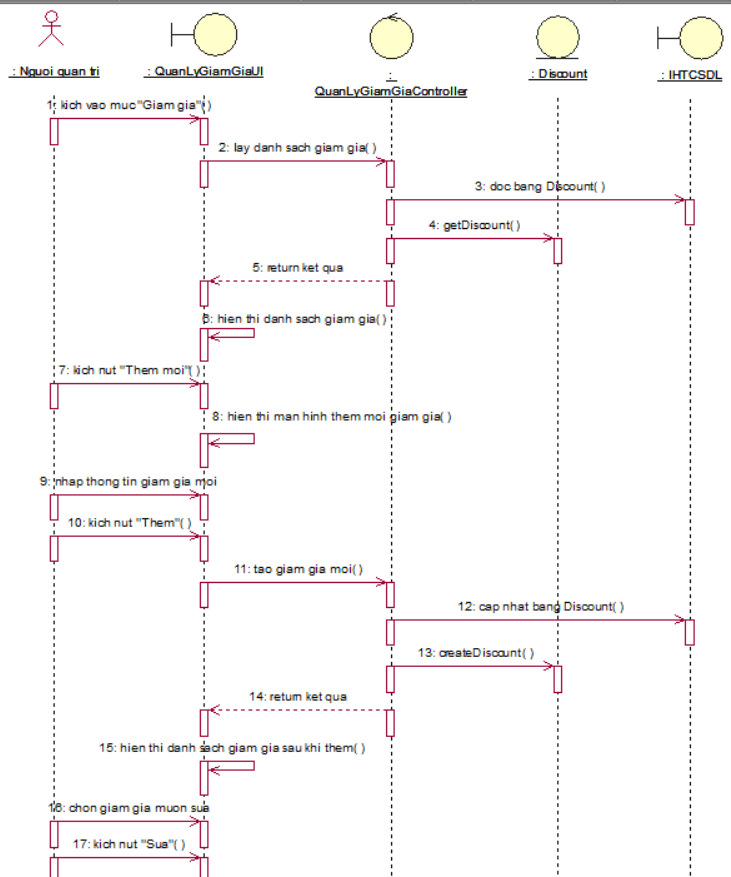 : Nguoi quan tri
: QuanLyGiamGiaUI
:
QuanLyGiamGiaController
: Discount
: IHTCSDL
1: kich vao muc "Giam gia"( )
2: lay danh sach giam gia( )
3: doc bang Discount( )
4: getDiscount( )
5: return ket qua
6: hien thi danh sach giam gia( )
7: kich nut "Them moi"( )
8: hien thi man hinh them moi giam gia( )
9: nhap thong tin giam gia moi
10: kich nut "Them"( )
11: tao giam gia moi( )
12: cap nhat bang Discount( )
13: createDiscount( )
14: return ket qua
15: hien thi danh sach giam gia sau khi them( )
16: chon giam gia muon sua
17: kich nut "Sua"( )